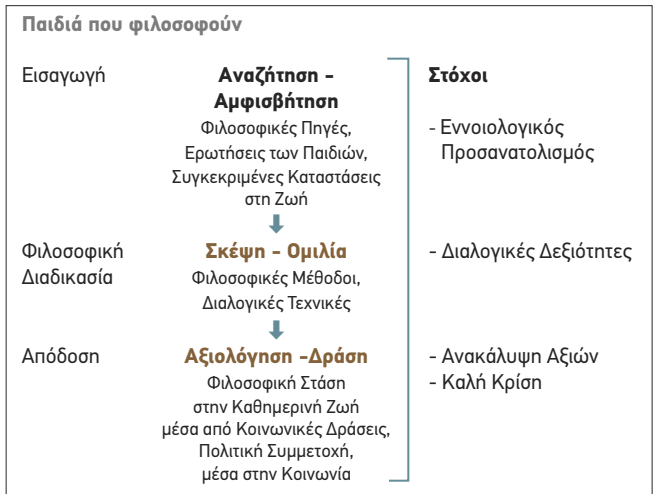 Παιδιά που φιλοσοφούν
Εισαγωγή
Αναζήτηση -
Αμφισβήτηση
Φιλοσοφικές Πηγές,
Ερωτήσεις των Παιδιών,
Συγκεκριμένες Καταστάσεις
στη Ζωή
Στόχοι
- Εννοιολογικός
Προσανατολισμός
Φιλοσοφική
Διαδικασία
Σκέψη - Ομιλία
Φιλοσοφικές Μέθοδοι,
Διαλογικές Τεχνικές
- Διαλογικές Δεξιότητες
Απόδοση
Αξιολόγηση -Δράση
Φιλοσοφική Στάση
στην Καθημερινή Ζωή
μέσα από Κοινωνικές Δράσεις,
Πολιτική Συμμετοχή,
μέσα στην Κοινωνία
- Ανακάλυψη Αξιών
- Καλή Κρίση